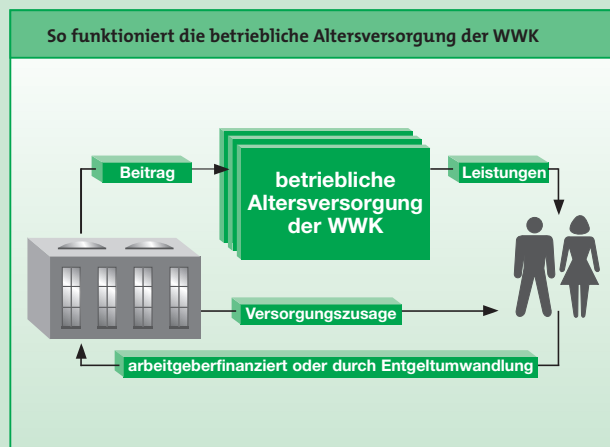 So funktioniert die betriebliche Altersversorgung der WWK
Beitrag
betriebliche
Altersversorgung
der WWK
Leistungen
Versorgungszusage
arbeitgeberfinanziert oder durch Entgeltumwandlung